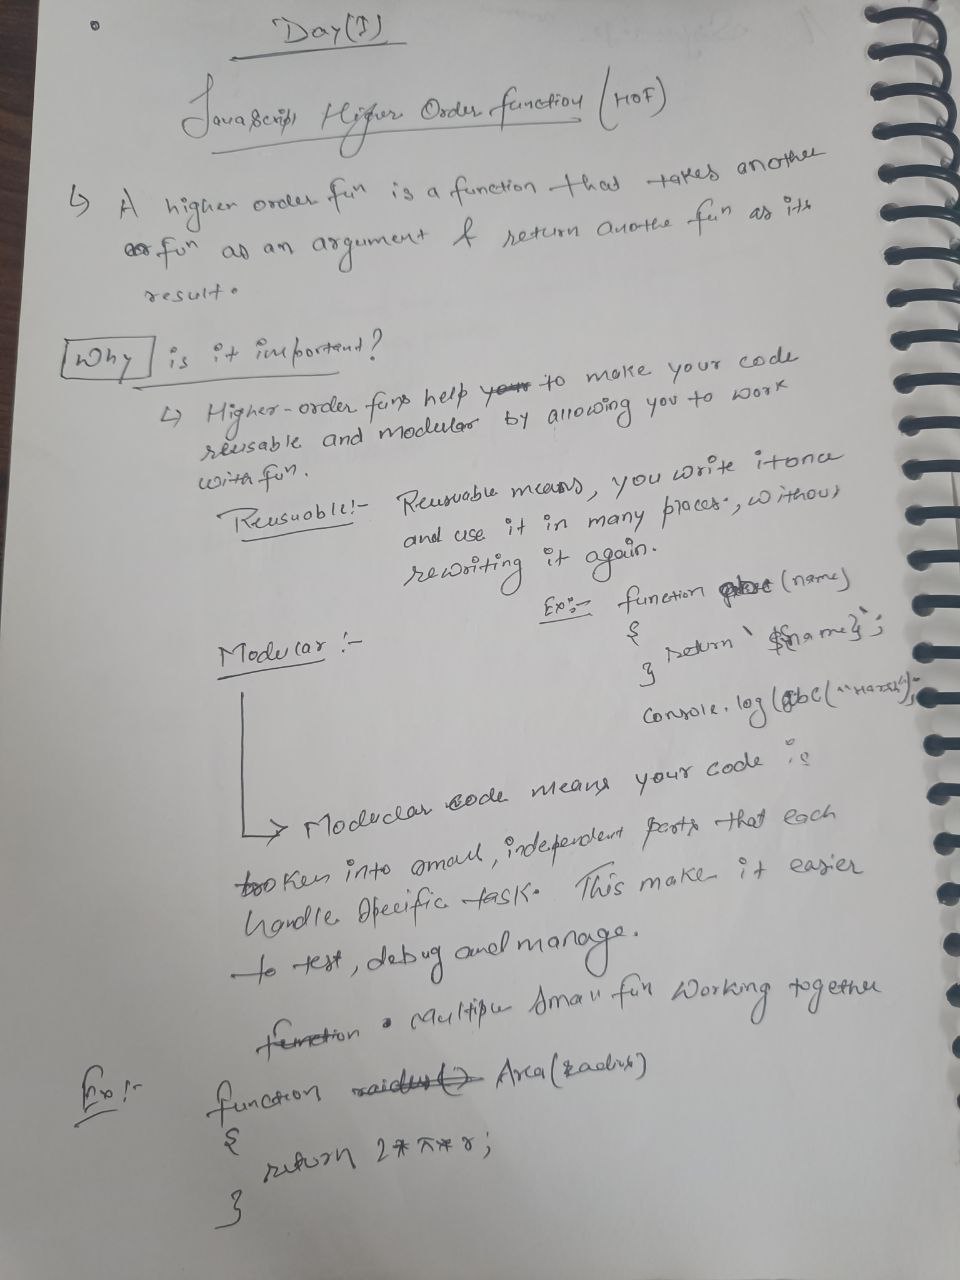 Day(I)
JavaScript Higher Order function (HOF)
↳ A higher order fun is a function that takes another
fun as an argument & return anothe fun as its
result.
Why is it important?
↳ Higher-order funs help to make your code
reusable and modular by allowing you to work
with fun.
Reusuable:- Reusuable means, you write it once
and use it in many places, without
rewriting it again.
Ex:- function abc (name)
{
return `${name}`;
}
console.log(abc("Harsh");
Modular :-
→ Modular code means your code is
broken into small, independent parts that each
handle specific task. This make it easier
to test, debug and manage.
• Multiple small fun working together
Ex:- function Area(radius)
{
return 2*π*r;
}